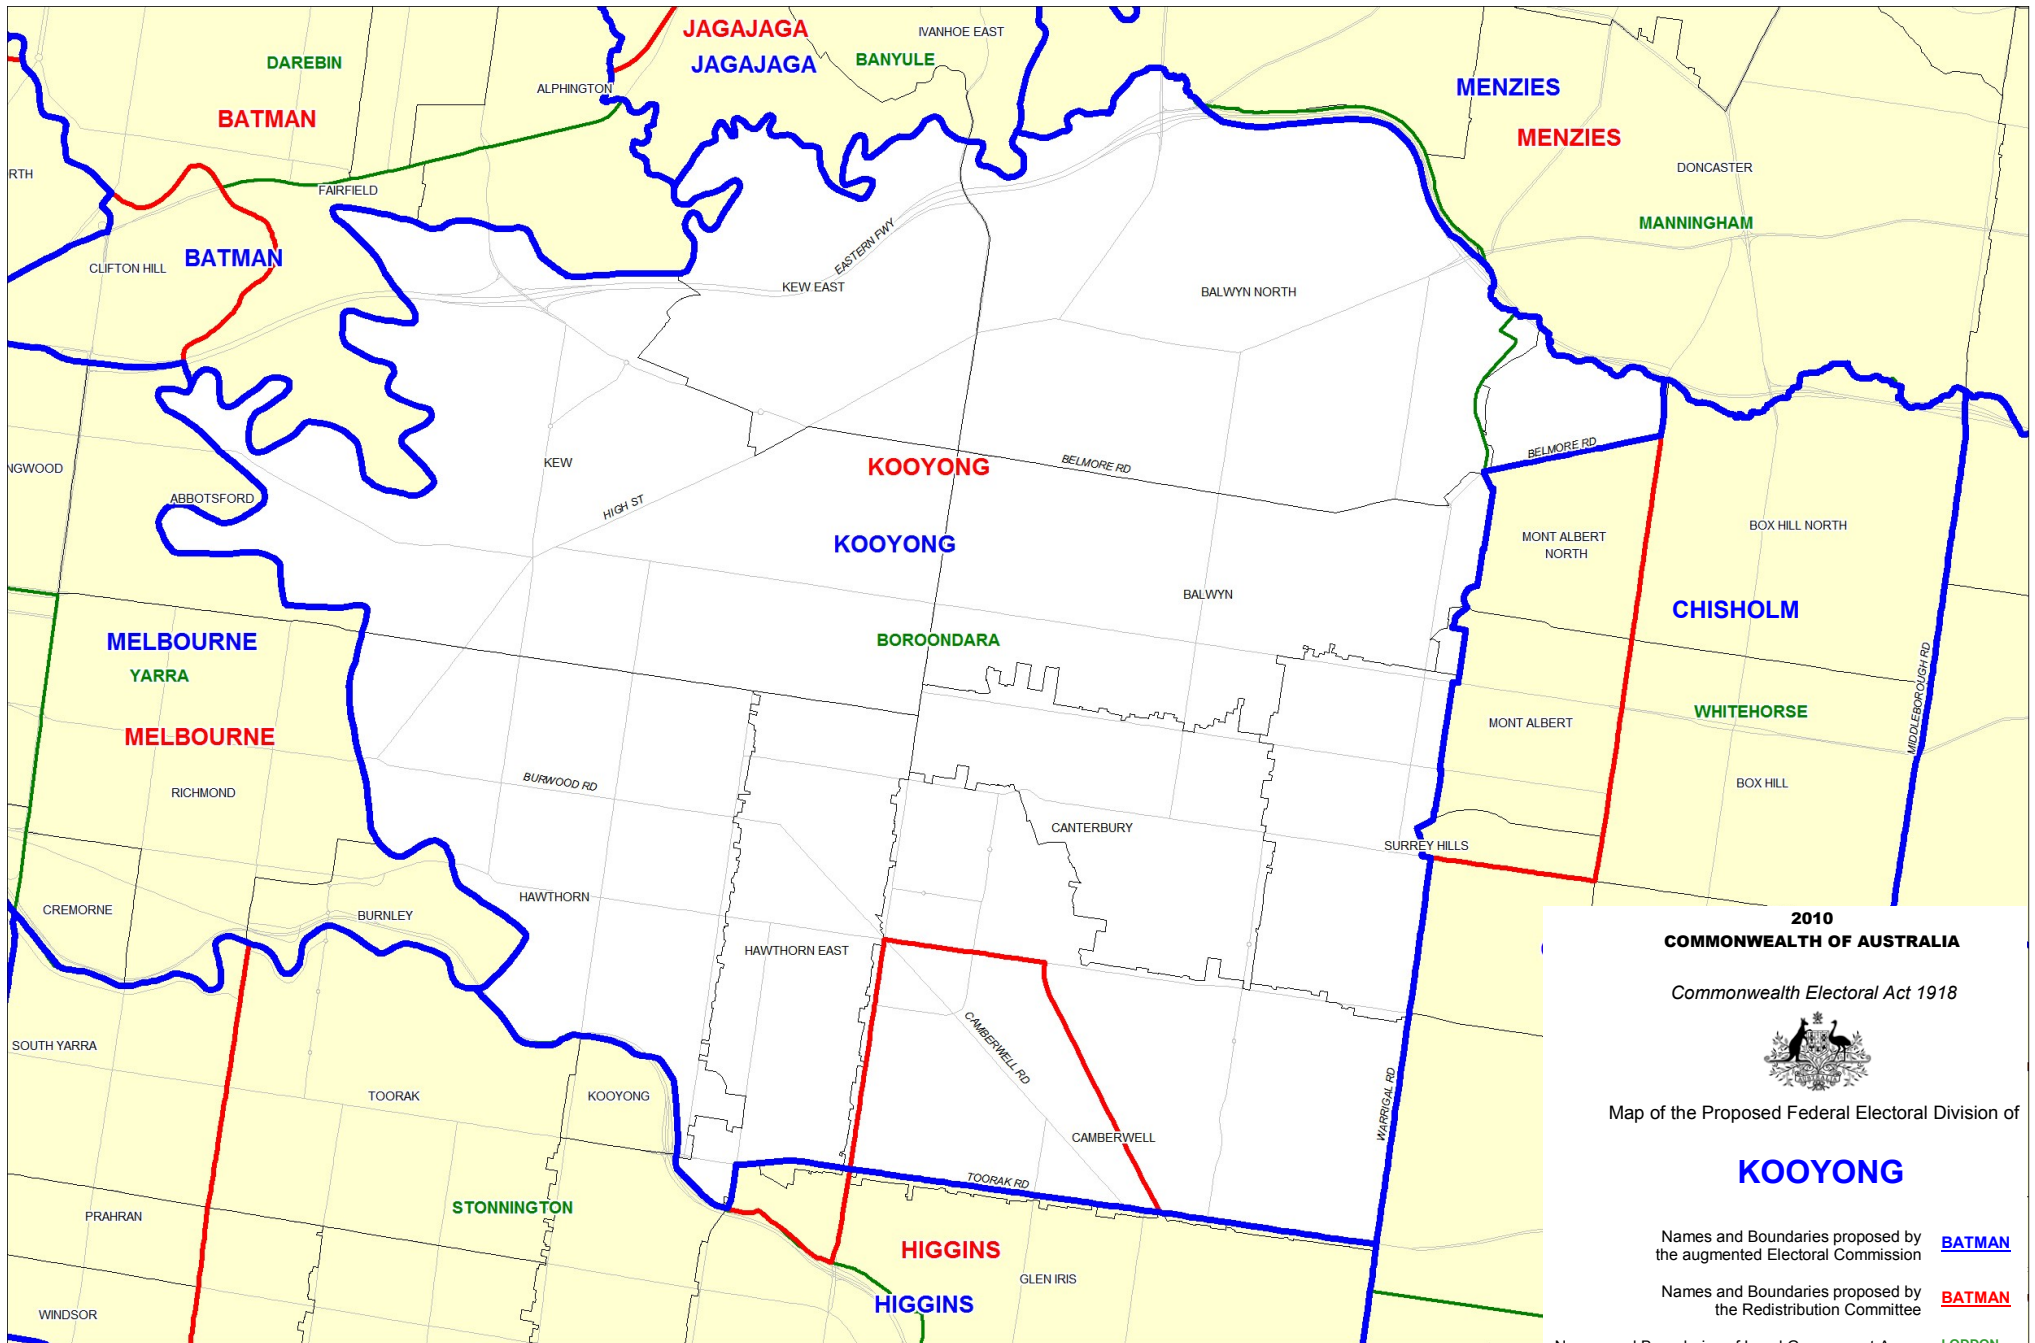 JAGAJAGA
IVANHOE EAST
DAREBIN
JAGAJAGA
BANYULE
ALPHINGTON
MENZIES
BATMAN
MENZIES
RTH
DONCASTER
FAIRFIELD
MANNINGHAM
CLIFTON HILL
BATMAN
EASTERN FWY
KEW EAST
BALWYN NORTH
NGWOOD
KEW
KOOYONG
BELMORE RD
BELMORE RD
ABBOTSFORD
HIGH ST
KOOYONG
MONT ALBERT
NORTH
BOX HILL NORTH
BALWYN
CHISHOLM
MELBOURNE
BOROONDARA
YARRA
MIDDLEBOROUGH RD
MONT ALBERT
WHITEHORSE
MELBOURNE
RICHMOND
BURWOOD RD
BOX HILL
CANTERBURY
SURREY HILLS
CREMORNE
BURNLEY
HAWTHORN
HAWTHORN EAST
CAMBERWELL RD
SOUTH YARRA
TOORAK
KOOYONG
WARRIGAL RD
CAMBERWELL
TOORAK RD
PRAHRAN
STONNINGTON
HIGGINS
GLEN IRIS
HIGGINS
WINDSOR
2010
COMMONWEALTH OF AUSTRALIA
Commonwealth Electoral Act 1918
AUSTRALIA
Map of the Proposed Federal Electoral Division of
KOOYONG
Names and Boundaries proposed by
the augmented Electoral Commission BATMAN
Names and Boundaries proposed by
the Redistribution Committee BATMAN